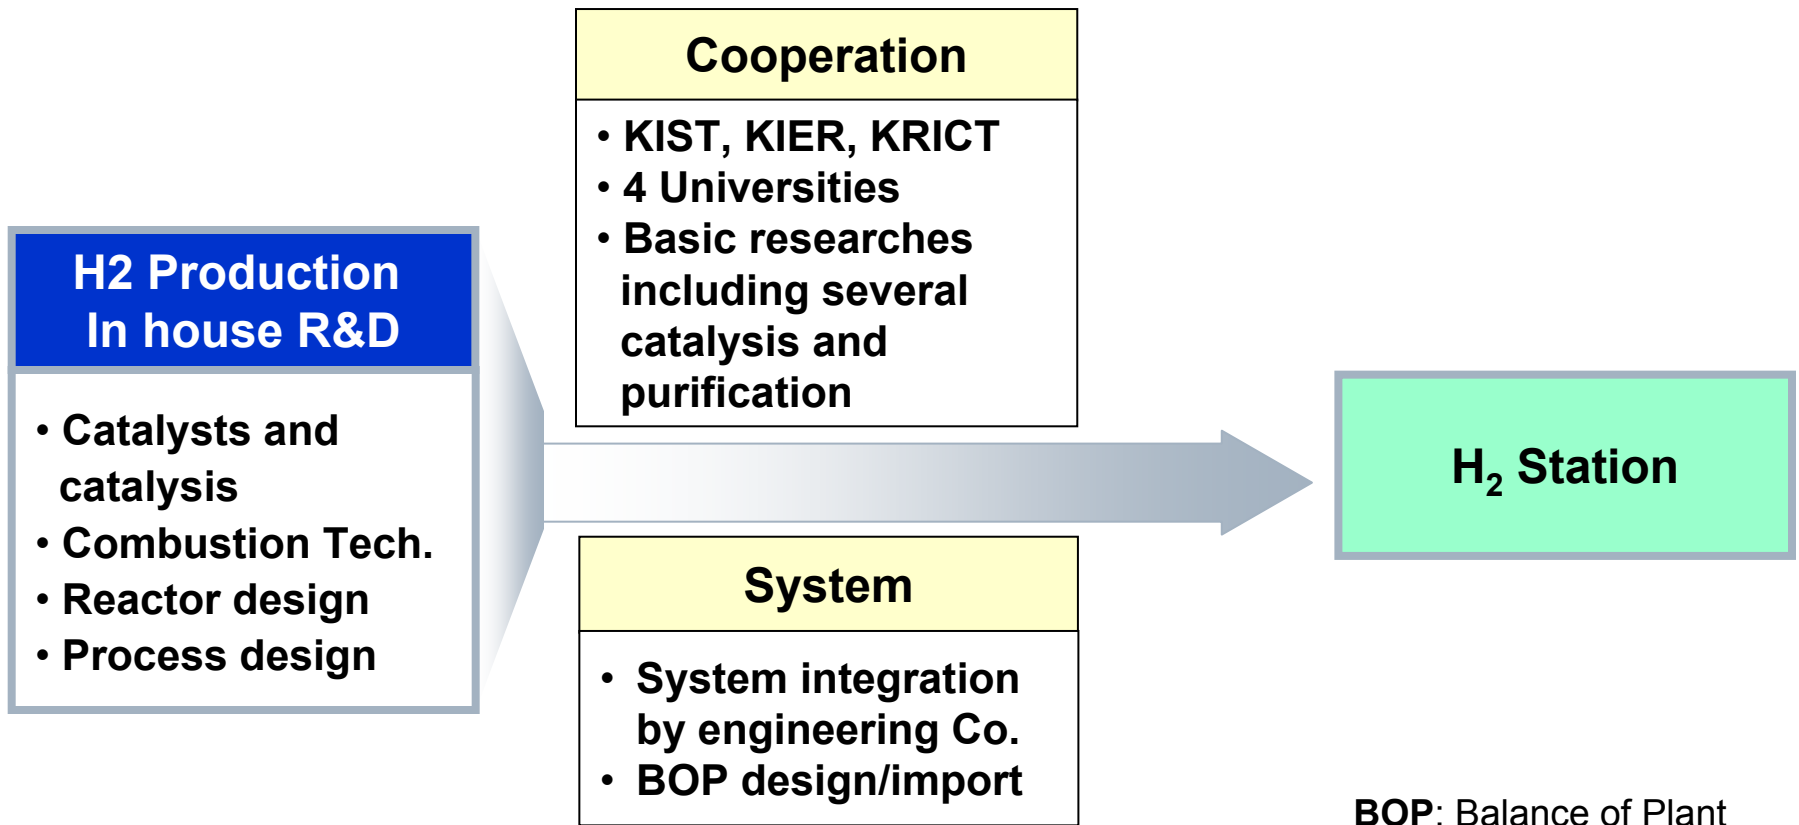 H2 Production
In house R&D
• Catalysts and
catalysis
• Combustion Tech.
• Reactor design
• Process design
Cooperation
• KIST, KIER, KRICT
• 4 Universities
• Basic researches
including several
catalysis and
purification
System
• System integration
by engineering Co.
• BOP design/import
H₂ Station
BOP: Balance of Plant